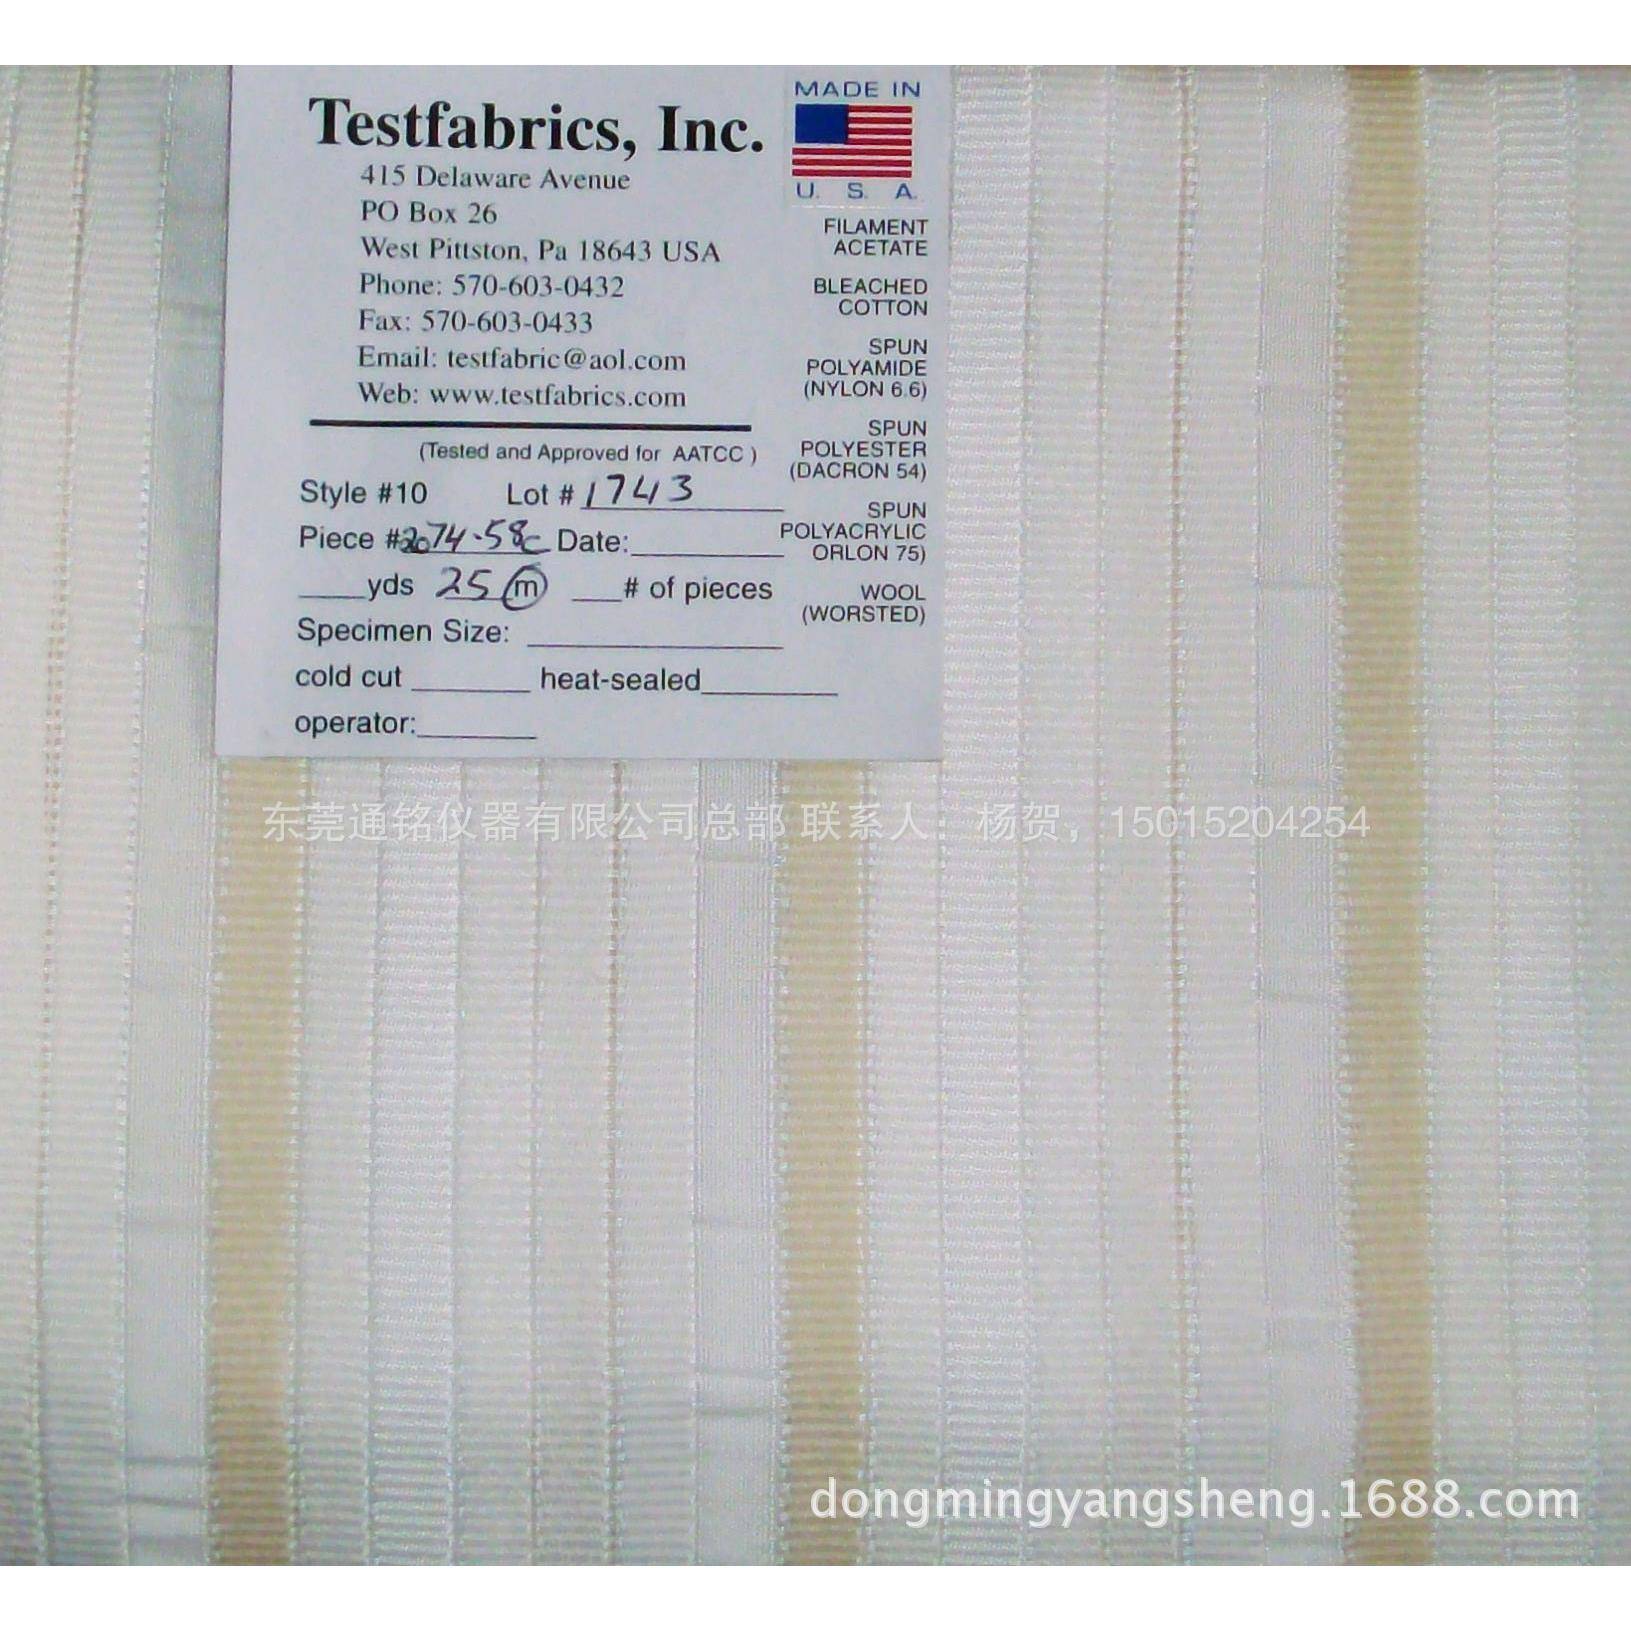 Testfabrics, Inc.
415 Delaware Avenue
PO Box 26
West Pittston, Pa 18643 USA
Phone: 570-603-0432
Fax: 570-603-0433
Email: testfabric@aol.com
Web: www.testfabrics.com
(Tested and Approved for AATCC )
Style #10 Lot # 1743
Piece #2074-58c Date:
yds 25 m # of pieces
Specimen Size:
cold cut heat-sealed
operator:
MADE IN
U. S. A.
FILAMENT
ACETATE
BLEACHED
COTTON
SPUN
POLYAMIDE
(NYLON 6.6)
SPUN
POLYESTER
(DACRON 54)
SPUN
POLYACRYLIC
ORLON 75)
WOOL
(WORSTED)
东莞通铭仪器有限公司总部 联系人：杨贺，15015204254
dongmingyangsheng.1688.com